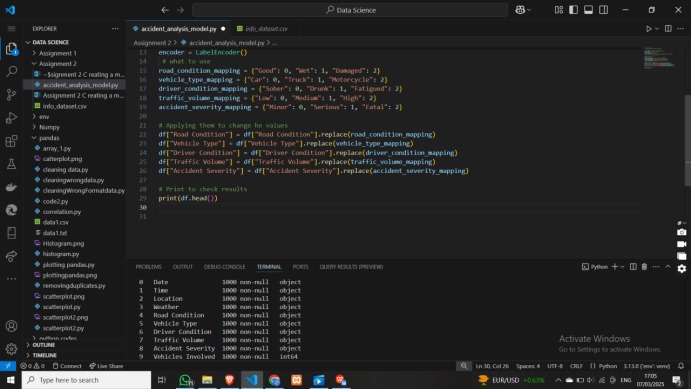 Data Science
EXPLORER
DATA SCIENCE
Assignment 1
Assignment 2
~$signment 2 C reating a m...
accident_analysis_model.py
Assignment 2 C reating a m...
info_dataset.csv
env
Numpy
pandas
array_1.py
catterplot.png
cleaning data.py
cleaningwrongdata.py
cleaningWrongFormatdata.py
code2.py
correlation.py
data1.csv
data1.txt
Histogram.png
histogram.py
plotting pandas.py
plottingpandas.png
removingduplicates.py
scatterplot.png
scatterplot.py
scatterplot2.png
scatterplot2.py
python codes
OUTLINE
TIMELINE
accident_analysis_model.py
info_dataset.csv
Assignment 2 > accident_analysis_model.py > ...
13 encoder = LabelEncoder()
14 # what to use
15 road_condition_mapping = {"Good": 0, "Wet": 1, "Damaged": 2}
16 vehicle_type_mapping = {"Car": 0, "Truck": 1, "Motorcycle": 2}
17 driver_condition_mapping = {"Sober": 0, "Drunk": 1, "Fatigued": 2}
18 traffic_volume_mapping = {"Low": 0, "Medium": 1, "High": 2}
19 accident_severity_mapping = {"Minor": 0, "Serious": 1, "Fatal": 2}
20
21 # Applying them to change he values
22 df["Road Condition"] = df["Road Condition"].replace(road_condition_mapping)
23 df["Vehicle Type"] = df["Vehicle Type"].replace(vehicle_type_mapping)
24 df["Driver Condition"] = df["Driver Condition"].replace(driver_condition_mapping)
25 df["Traffic Volume"] = df["Traffic Volume"].replace(traffic_volume_mapping)
26 df["Accident Severity"] = df["Accident Severity"].replace(accident_severity_mapping)
27
28
29 # Print to check results
29 print(df.head())
30
31
PROBLEMS OUTPUT DEBUG CONSOLE TERMINAL PORTS QUERY RESULTS (PREVIEW)
Python
0 Date 1000 non-null object
1 Time 1000 non-null object
2 Location 1000 non-null object
3 Weather 1000 non-null object
4 Road Condition 1000 non-null object
5 Vehicle Type 1000 non-null object
6 Driver Condition 1000 non-null object
7 Traffic Volume 1000 non-null object
8 Accident Severity 1000 non-null object
9 Vehicles Involved 1000 non-null int64
Activate Windows
Go to Settings to activate Windows.
0 0 Connect Live Share
Ln 30, Col 26 Spaces: 4 UTF-8 CRLF Python 3.13.0 ('env': venv)
Type here to search
EUR/USD +0.63%
ENG
17:05
07/03/2025